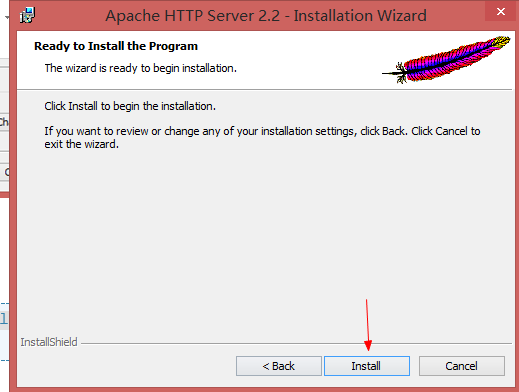 Apache HTTP Server 2.2 - Installation Wizard
Ready to Install the Program
The wizard is ready to begin installation.
Click Install to begin the installation.
If you want to review or change any of your installation settings, click Back. Click Cancel to
exit the wizard.
InstallShield
< Back
Install
Cancel